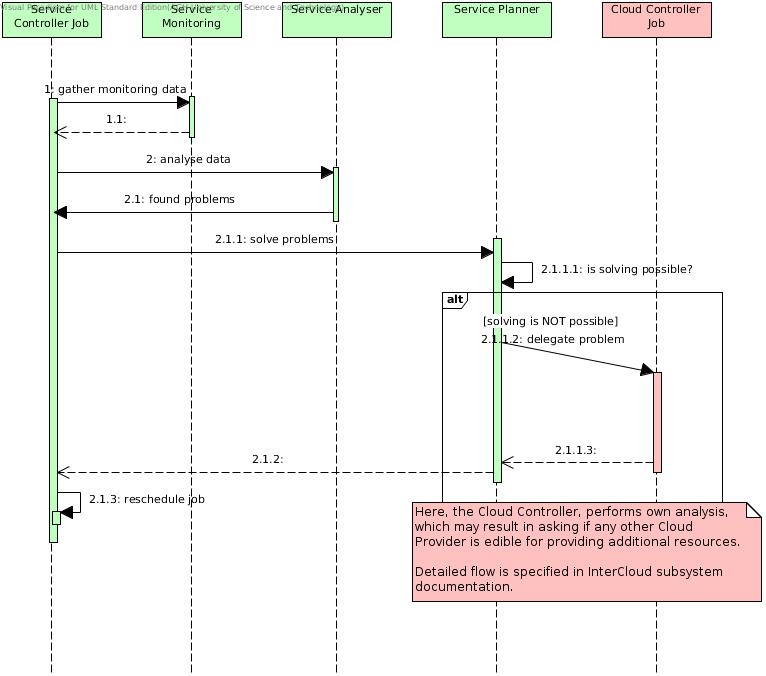 Visual Paradigm for UML Standard Edition(AGH University of Science and Technology)
Service
Controller Job
Service
Monitoring
Service Analyser
Service Planner
Cloud Controller
Job
1: gather monitoring data
1.1:
2: analyse data
2.1: found problems
2.1.1: solve problems
2.1.1.1: is solving possible?
alt
[solving is NOT possible]
2.1.1.2: delegate problem
2.1.1.3:
2.1.2:
2.1.3: reschedule job
Here, the Cloud Controller, performs own analysis,
which may result in asking if any other Cloud
Provider is edible for providing additional resources.
Detailed flow is specified in InterCloud subsystem
documentation.